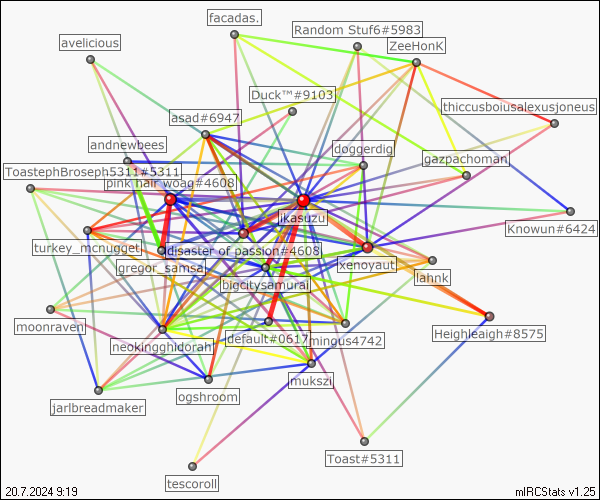 facadas.
Random Stuf6#5983
avelicious
ZeeHonK
Duck™#9103
thiccusboiusalexusjoneus
asad#6947
andnewbees
doggerdig
gazpachoman
ToastephBroseph5311#5311
pink hair woag#4608
ikasuzu
Knowun#6424
turkey_mcnugget
disaster of passion#4608
xenoyaut
gregor_samsa
lahnk
bigcitysamurai
moonraven
default#0617
mingus4742
Heighleaigh#8575
neokingghidorah
mukszi
ogshroom
jarlbreadmaker
Toast#5311
tescoroll
20.7.2024 9:19
mIRCStats v1.25